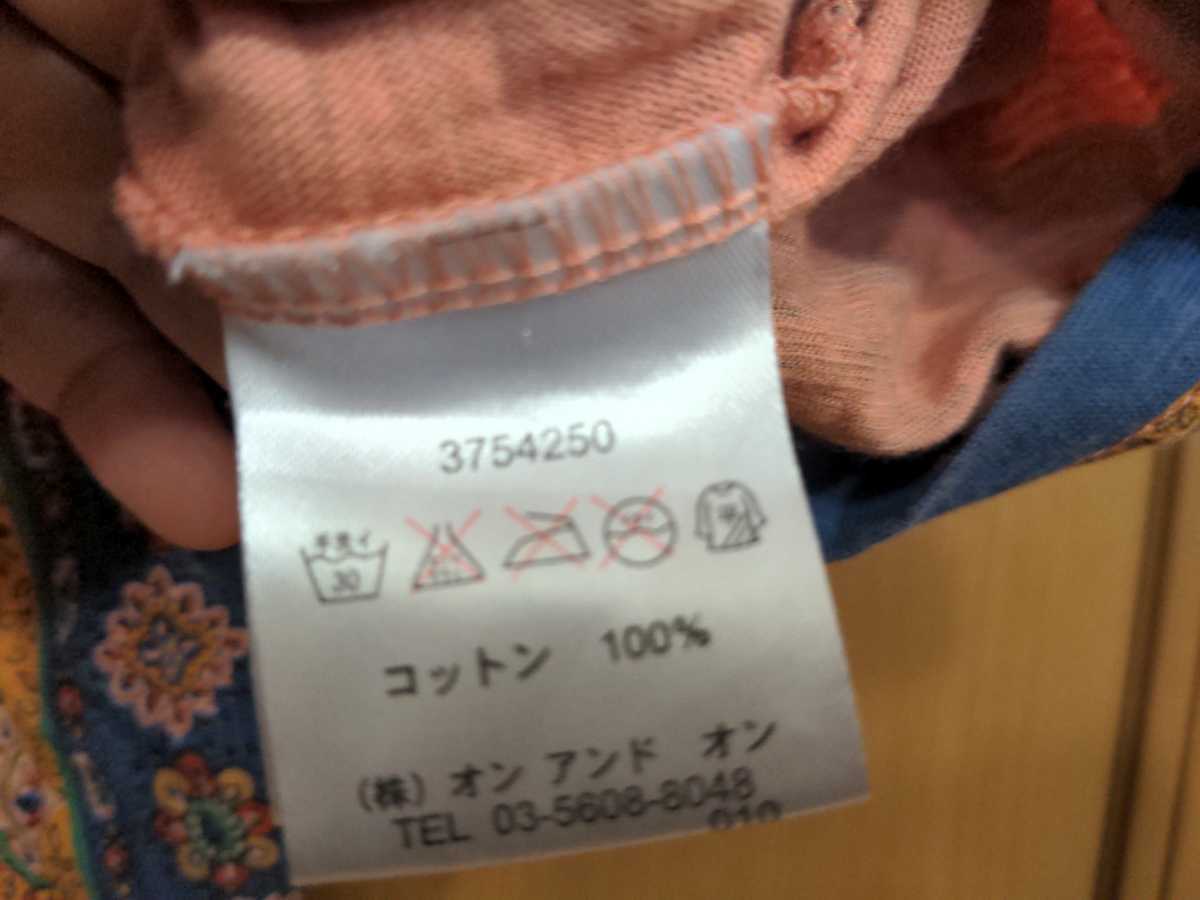 3754250
手洗イ
30
コットン 100%
(株) オン アンド オン
TEL 03-5608-8048